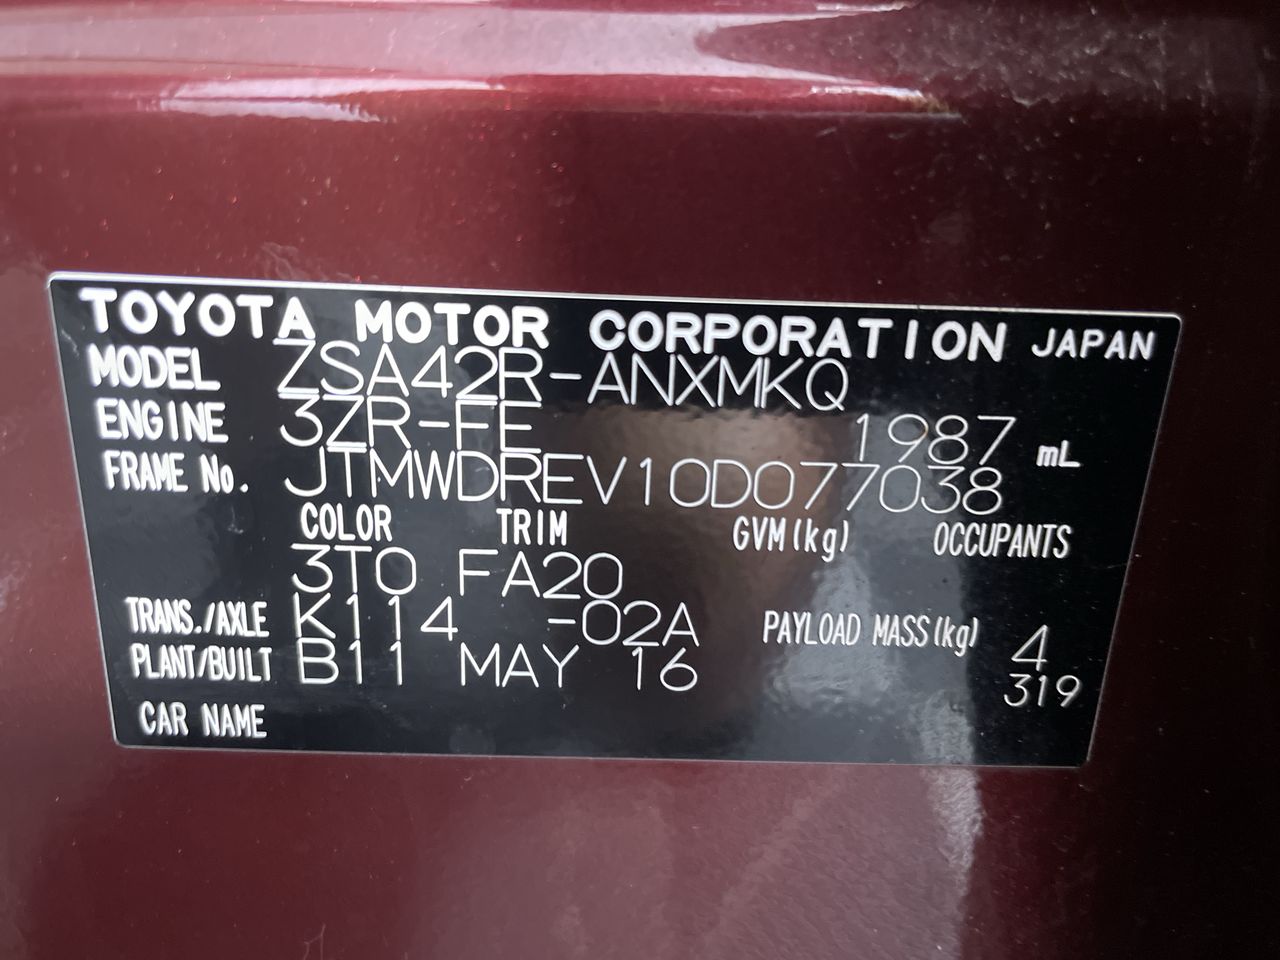 TOYOTA MOTOR CORPORATION JAPAN
MODEL ZSA42R-ANXMKQ
ENGINE 3ZR-FE 1987 mL
FRAME No. JTMWDREV10D077038
COLOR TRIM GVM(kg) OCCUPANTS
3T0 FA20
TRANS./AXLE K114 -02A PAYLOAD MASS(kg) 4
PLANT/BUILT B11 MAY 16 319
CAR NAME